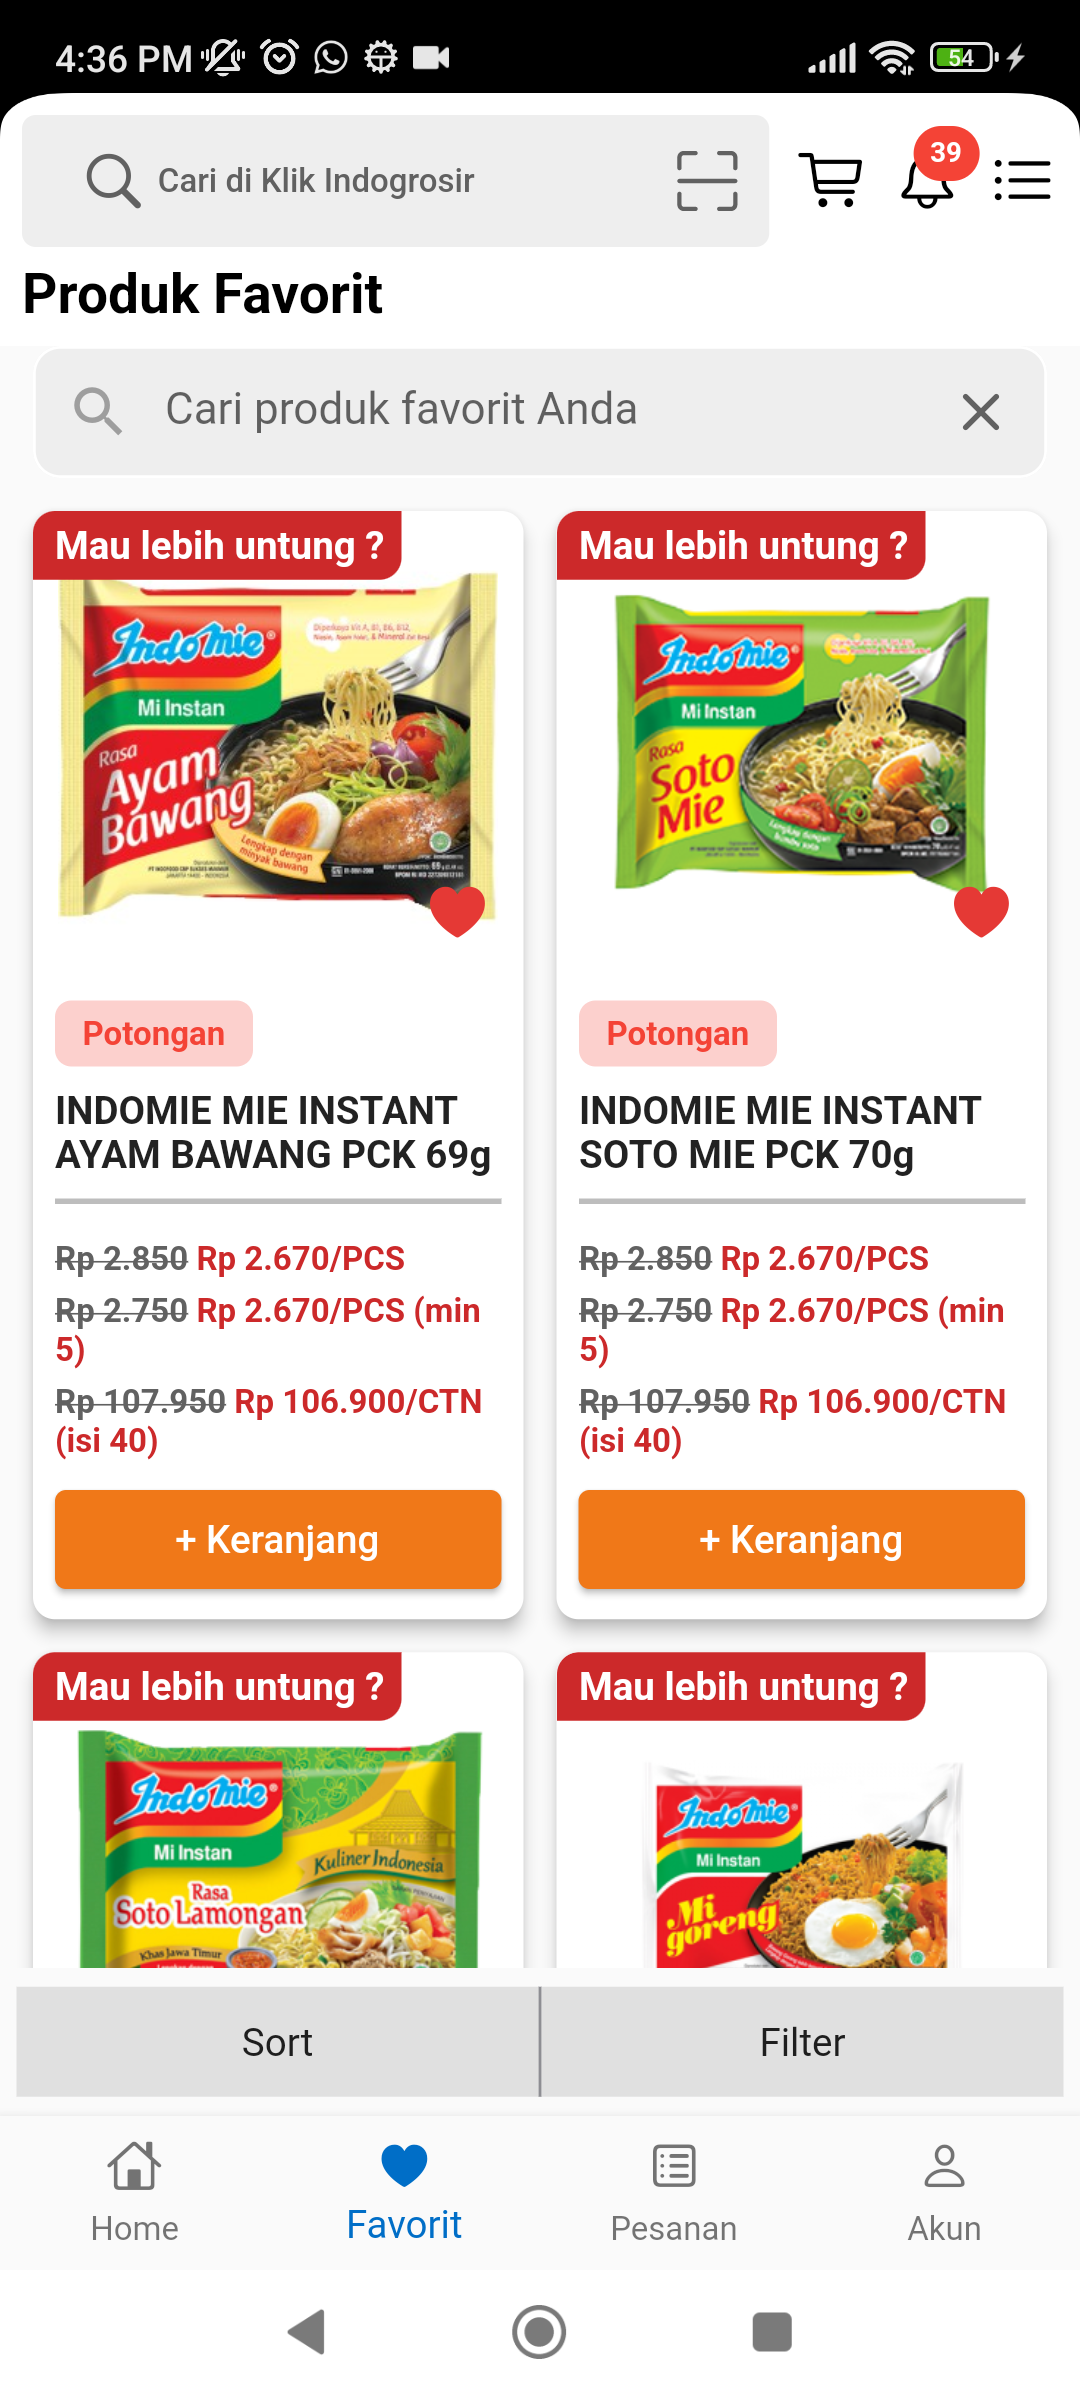 4:36 PM
54
Cari di Klik Indogrosir
39
Produk Favorit
Cari produk favorit Anda
Mau lebih untung ?
Indomie
Mi Instan
Rasa
Ayam
Bawang
Lengkap dengan
minyak bawang
Potongan
INDOMIE MIE INSTANT
AYAM BAWANG PCK 69g
Rp 2.850 Rp 2.670/PCS
Rp 2.750 Rp 2.670/PCS (min
5)
Rp 107.950 Rp 106.900/CTN
(isi 40)
+ Keranjang
Mau lebih untung ?
Indomie
Mi Instan
Rasa
Soto
Mie
Lengkap dengan
Potongan
INDOMIE MIE INSTANT
SOTO MIE PCK 70g
Rp 2.850 Rp 2.670/PCS
Rp 2.750 Rp 2.670/PCS (min
5)
Rp 107.950 Rp 106.900/CTN
(isi 40)
+ Keranjang
Mau lebih untung ?
Indomie
Mi Instan
Kuliner Indonesia
Rasa
Soto Lamongan
Khas Jawa Timur
Mau lebih untung ?
Indomie
Mi Instan
Mi
goreng
Sort
Filter
Home
Favorit
Pesanan
Akun